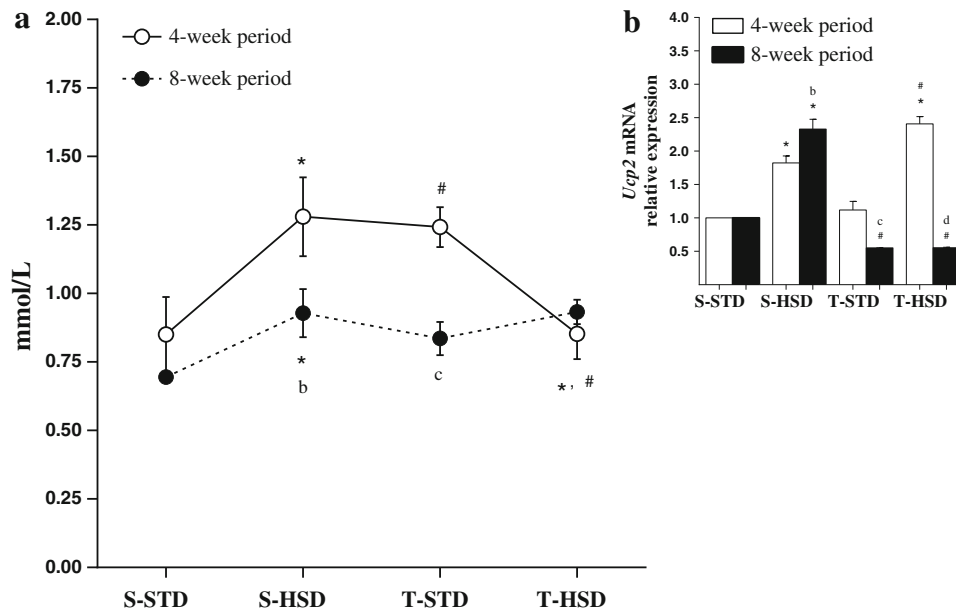 a
2.00
1.75
1.50
1.25
1.00
0.75
0.50
0.25
0.00
mmol/L
4-week period
8-week period
*
#
*
b
c
*, #
S-STD
S-HSD
T-STD
T-HSD
b
4.0
3.5
3.0
2.5
2.0
1.5
1.0
0.5
Ucp2 mRNA
relative expression
4-week period
8-week period
*
b
*
c
#
#
*
d
#
S-STD
S-HSD
T-STD
T-HSD